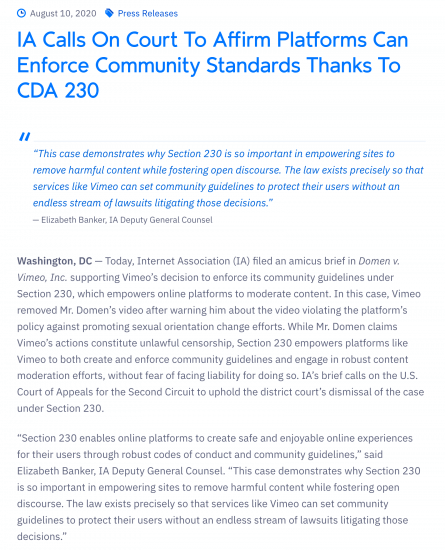 August 10, 2020 Press Releases
IA Calls On Court To Affirm Platforms Can
Enforce Community Standards Thanks To
CDA 230
“
“This case demonstrates why Section 230 is so important in empowering sites to
remove harmful content while fostering open discourse. The law exists precisely so that
services like Vimeo can set community guidelines to protect their users without an
endless stream of lawsuits litigating those decisions.”
— Elizabeth Banker, IA Deputy General Counsel
Washington, DC — Today, Internet Association (IA) filed an amicus brief in Domen v.
Vimeo, Inc. supporting Vimeo’s decision to enforce its community guidelines under
Section 230, which empowers online platforms to moderate content. In this case, Vimeo
removed Mr. Domen’s video after warning him about the video violating the platform’s
policy against promoting sexual orientation change efforts. While Mr. Domen claims
Vimeo’s actions constitute unlawful censorship, Section 230 empowers platforms like
Vimeo to both create and enforce community guidelines and engage in robust content
moderation efforts, without fear of facing liability for doing so. IA’s brief calls on the U.S.
Court of Appeals for the Second Circuit to uphold the district court’s dismissal of the case
under Section 230.
“Section 230 enables online platforms to create safe and enjoyable online experiences
for their users through robust codes of conduct and community guidelines,” said
Elizabeth Banker, IA Deputy General Counsel. “This case demonstrates why Section 230
is so important in empowering sites to remove harmful content while fostering open
discourse. The law exists precisely so that services like Vimeo can set community
guidelines to protect their users without an endless stream of lawsuits litigating those
decisions.”